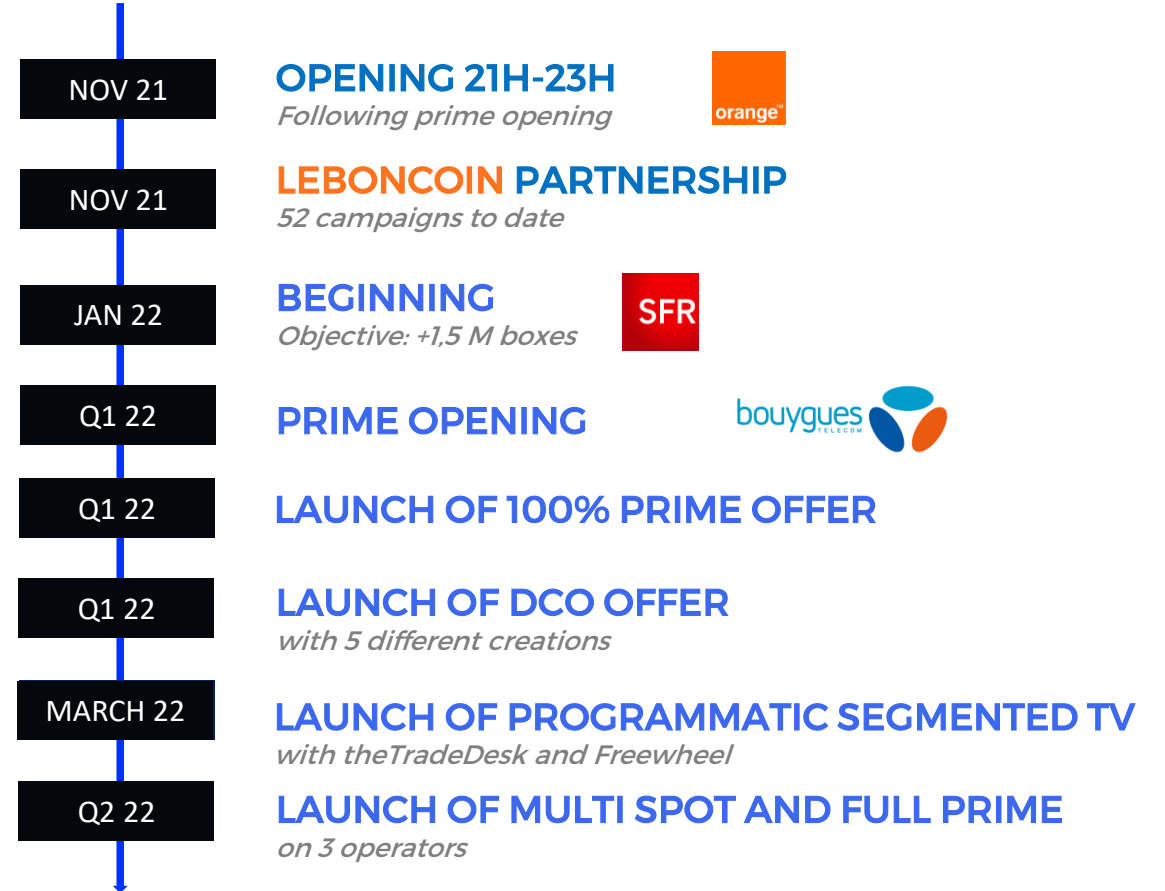 NOV 21
OPENING 21H-23H
Following prime opening
orange™
NOV 21
LEBONCOIN PARTNERSHIP
52 campaigns to date
JAN 22
BEGINNING
Objective: +1,5 M boxes
SFR
Q1 22
PRIME OPENING
bouygues
TELECOM
Q1 22
LAUNCH OF 100% PRIME OFFER
Q1 22
LAUNCH OF DCO OFFER
with 5 different creations
MARCH 22
LAUNCH OF PROGRAMMATIC SEGMENTED TV
with theTradeDesk and Freewheel
Q2 22
LAUNCH OF MULTI SPOT AND FULL PRIME
on 3 operators